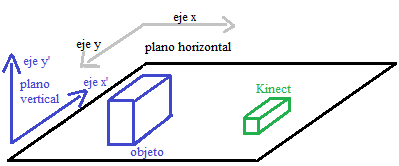 eje x
eje y
plano horizontal
eje y'
eje x'
plano
vertical
Kinect
objeto